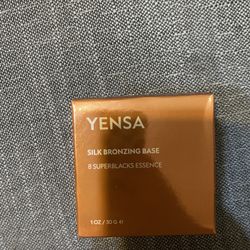 YENSA
SILK BRONZING BASE
8 SUPERBLACKS ESSENCE
1 OZ / 30 G ℮